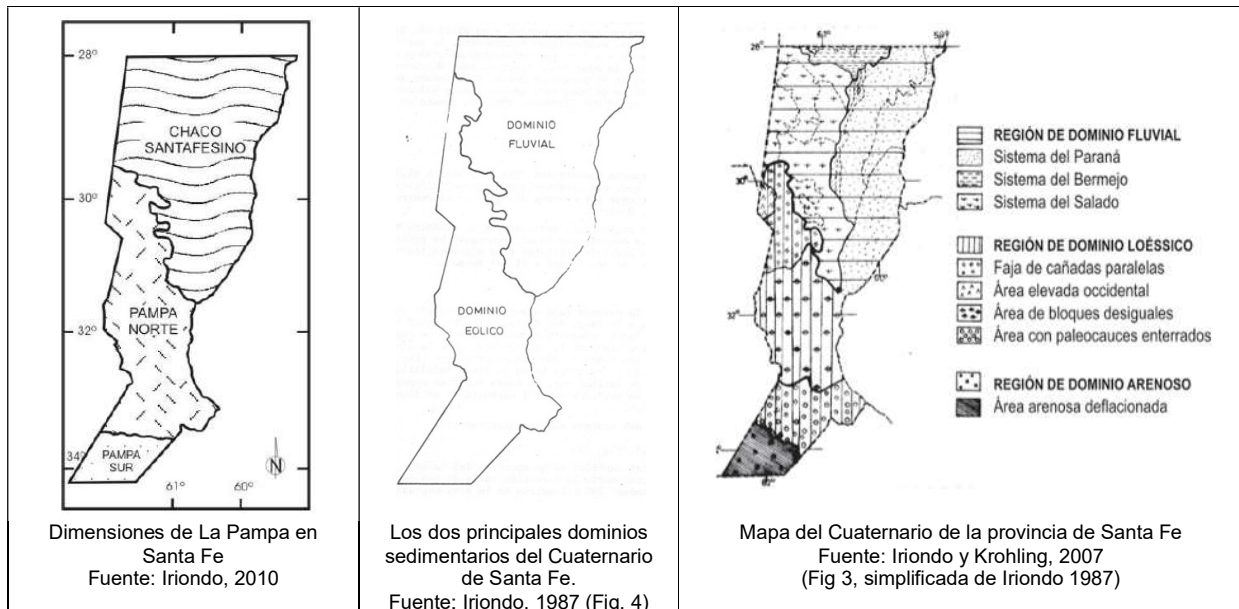 28°
CHACO
SANTAFESINO
30°
PAMPA
NORTE
32°
PAMPA
SUR
34°
61°
60°
N
Dimensiones de La Pampa en
Santa Fe
Fuente: Iriondo, 2010
DOMINIO
FLUVIAL
DOMINIO
EOLICO
Los dos principales dominios
sedimentarios del Cuaternario
de Santa Fe.
Fuente: Iriondo, 1987 (Fig. 4)
28°
61°
59°
30°
32°
REGIÓN DE DOMINIO FLUVIAL
Sistema del Paraná
Sistema del Bermejo
Sistema del Salado
REGIÓN DE DOMINIO LOÉSSICO
Faja de cañadas paralelas
Área elevada occidental
Área de bloques desiguales
Área con paleocauces enterrados
REGIÓN DE DOMINIO ARENOSO
Área arenosa deflacionada
Mapa del Cuaternario de la provincia de Santa Fe
Fuente: Iriondo y Krohling, 2007
(Fig 3, simplificada de Iriondo 1987)